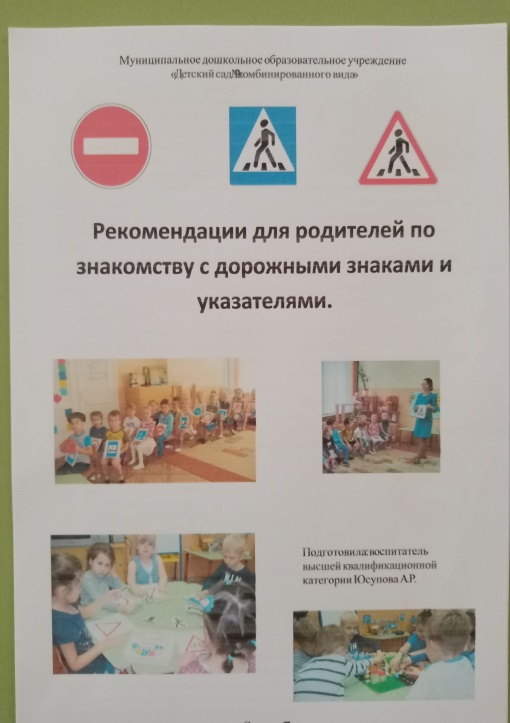 Муниципальное дошкольное образовательное учреждение
«Детский сад комбинированного вида»
Рекомендации для родителей по
знакомству с дорожными знаками и
указателями.
Подготовила:воспитатель
высшей квалификационной
категории Юсупова А.Р.